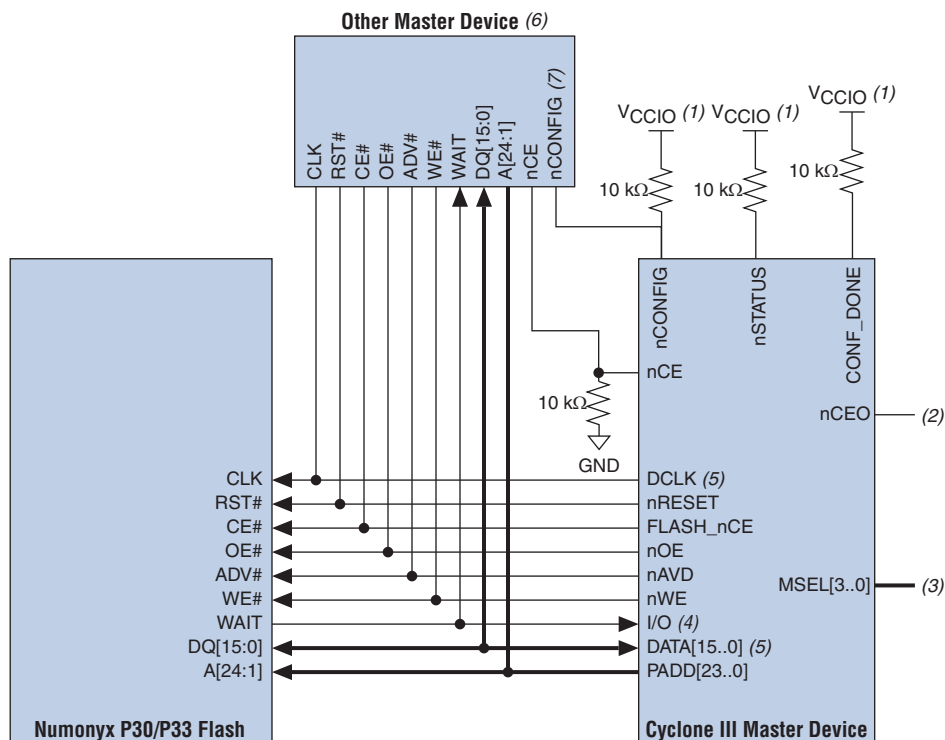 Other Master Device (6)
CLK
RST#
CE#
OE#
ADV#
WE#
WAIT
DQ[15:0]
A[24:1]
nCE
nCONFIG (7)
VCCIO (1)
VCCIO (1)
VCCIO (1)
10 kΩ
10 kΩ
10 kΩ
nCONFIG
nSTATUS
CONF_DONE
nCE
10 kΩ
GND
nCEO
(2)
CLK
DCLK (5)
RST#
nRESET
CE#
FLASH_nCE
OE#
nOE
ADV#
nAVD
MSEL[3..0]
(3)
WE#
nWE
WAIT
I/O (4)
DQ[15:0]
DATA[15..0] (5)
A[24:1]
PADD[23..0]
Numonyx P30/P33 Flash
Cyclone III Master Device